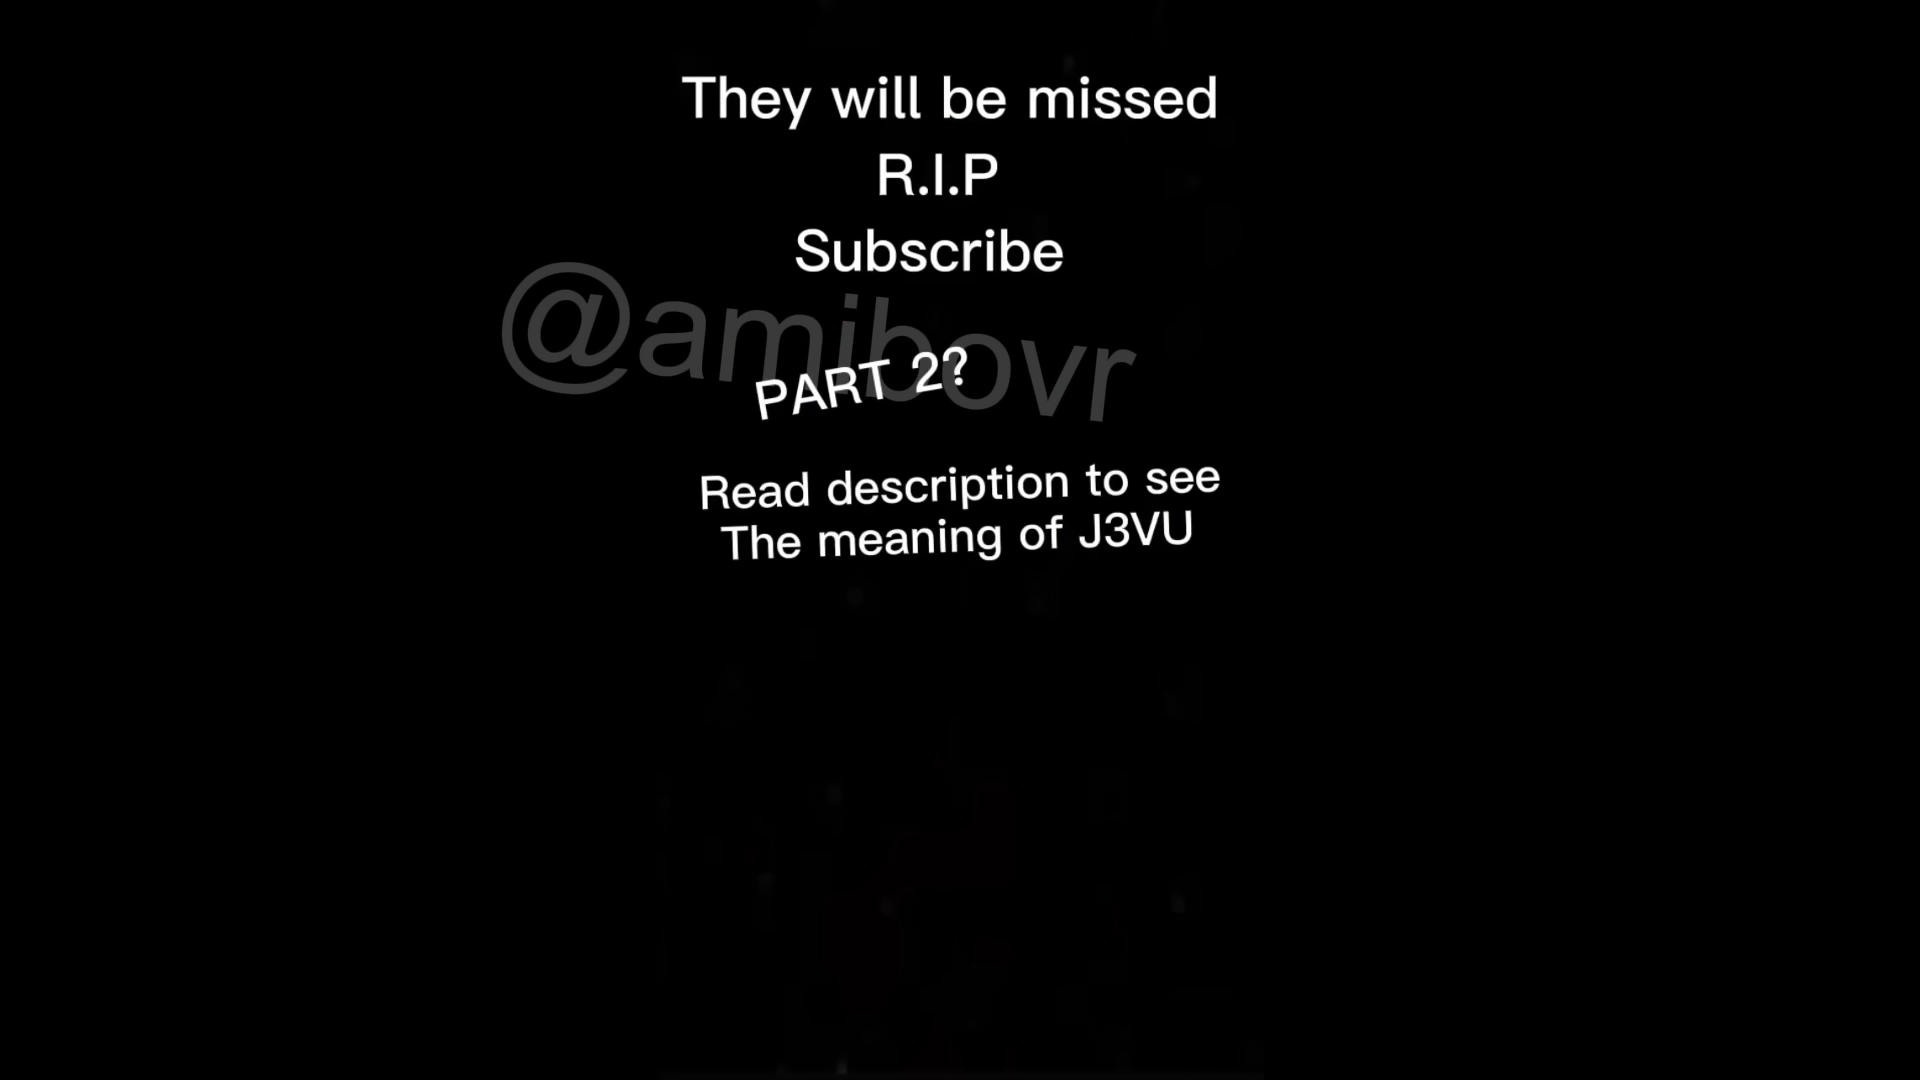 They will be missed
R.I.P
Subscribe
@amibovr
PART 2?
Read description to see
The meaning of J3VU